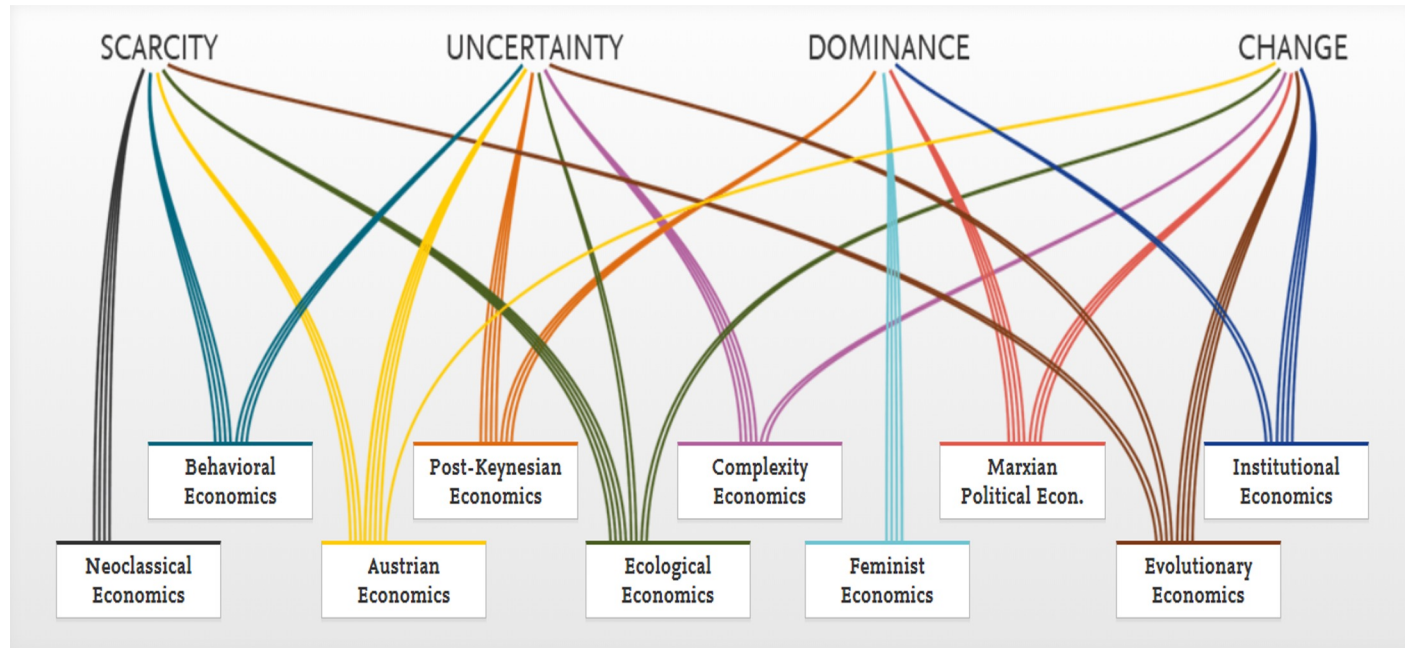 SCARCITY
UNCERTAINTY
DOMINANCE
CHANGE
Behavioral
Economics
Post-Keynesian
Economics
Complexity
Economics
Marxian
Political Econ.
Institutional
Economics
Neoclassical
Economics
Austrian
Economics
Ecological
Economics
Feminist
Economics
Evolutionary
Economics